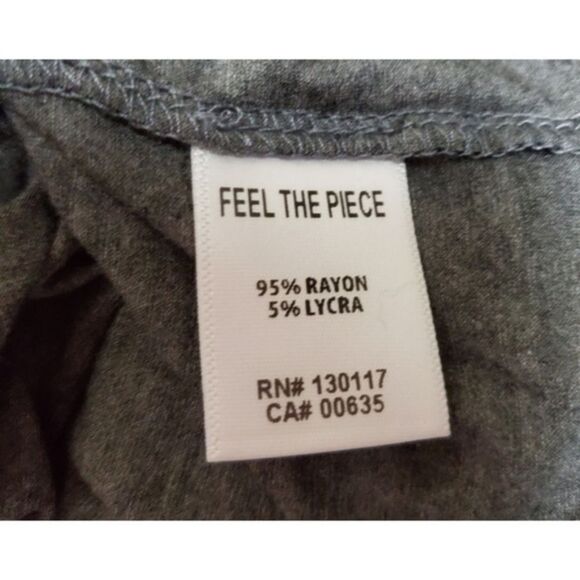 FEEL THE PIECE
95% RAYON
5% LYCRA
RN# 130117
CA# 00635